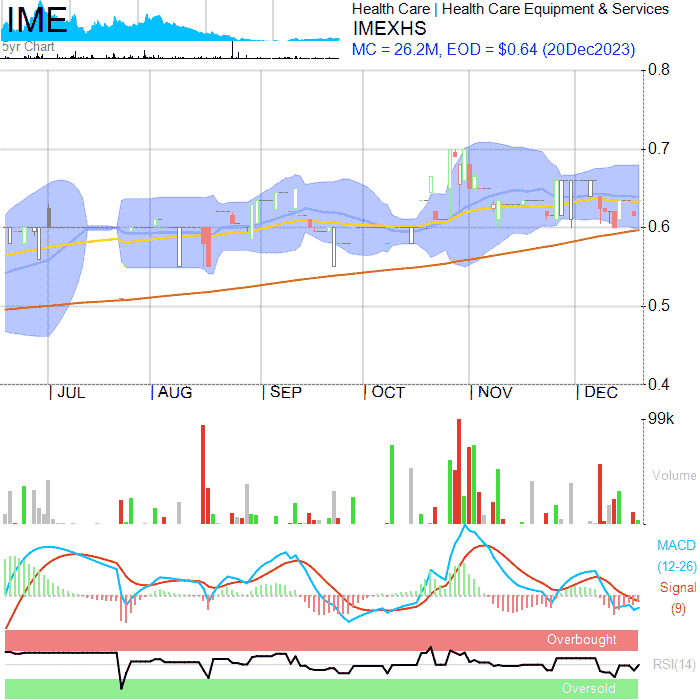 IME
5yr Chart
Health Care | Health Care Equipment & Services
IMEXHS
MC = 26.2M, EOD = $0.64 (20Dec2023)
0.8
0.7
0.6
0.5
0.4
JUL
AUG
SEP
OCT
NOV
DEC
99k
Volume
MACD
(12-26)
Signal
(9)
Overbought
RSI(14)
Oversold